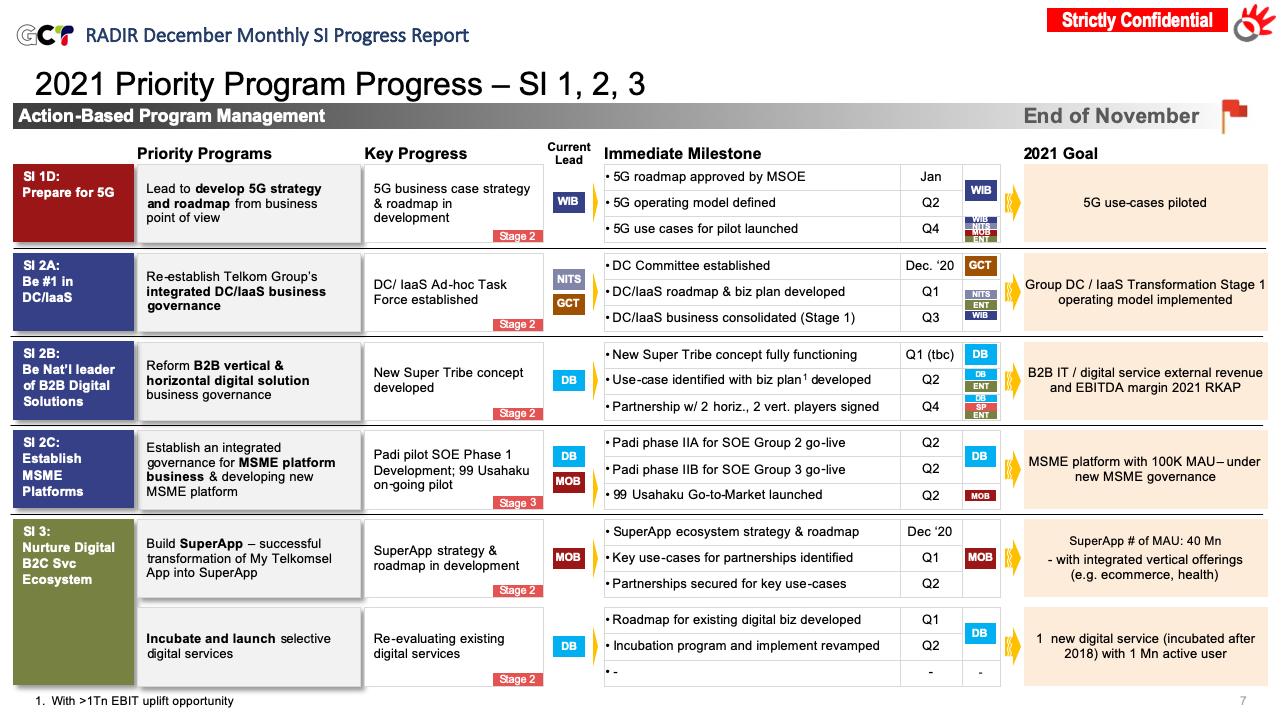 GCT RADIR December Monthly SI Progress Report
Strictly Confidential
2021 Priority Program Progress – SI 1, 2, 3
Action-Based Program Management
End of November
Priority Programs
Key Progress
Current
Lead
Immediate Milestone
2021 Goal
SI 1D:
Prepare for 5G
Lead to develop 5G strategy
and roadmap from business
point of view
5G business case strategy
& roadmap in
development
Stage 2
WIB
• 5G roadmap approved by MSOE
Jan
• 5G operating model defined
Q2
• 5G use cases for pilot launched
Q4
WIB
WIB
NITS
MOB
ENT
5G use-cases piloted
SI 2A:
Be #1 in
DC/IaaS
Re-establish Telkom Group's
integrated DC/IaaS business
governance
DC/ IaaS Ad-hoc Task
Force established
Stage 2
NITS
GCT
• DC Committee established
Dec. ‘20
• DC/IaaS roadmap & biz plan developed
Q1
• DC/IaaS business consolidated (Stage 1)
Q3
GCT
NITS
ENT
WIB
Group DC / IaaS Transformation Stage 1
operating model implemented
SI 2B:
Be Nat’l leader
of B2B Digital
Solutions
Reform B2B vertical &
horizontal digital solution
business governance
New Super Tribe concept
developed
Stage 2
DB
• New Super Tribe concept fully functioning
Q1 (tbc)
• Use-case identified with biz plan1 developed
Q2
• Partnership w/ 2 horiz., 2 vert. players signed
Q4
DB
DB
ENT
DB
SP
ENT
B2B IT / digital service external revenue
and EBITDA margin 2021 RKAP
SI 2C:
Establish
MSME
Platforms
Establish an integrated
governance for MSME platform
business & developing new
MSME platform
Padi pilot SOE Phase 1
Development; 99 Usahaku
on-going pilot
Stage 3
DB
MOB
• Padi phase IIA for SOE Group 2 go-live
Q2
• Padi phase IIB for SOE Group 3 go-live
Q2
• 99 Usahaku Go-to-Market launched
Q2
DB
MOB
MSME platform with 100K MAU– under
new MSME governance
SI 3:
Nurture Digital
B2C Svc
Ecosystem
Build SuperApp – successful
transformation of My Telkomsel
App into SuperApp
SuperApp strategy &
roadmap in development
Stage 2
MOB
• SuperApp ecosystem strategy & roadmap
Dec ‘20
• Key use-cases for partnerships identified
Q1
• Partnerships secured for key use-cases
Q2
MOB
SuperApp # of MAU: 40 Mn
- with integrated vertical offerings
(e.g. ecommerce, health)
Incubate and launch selective
digital services
Re-evaluating existing
digital services
Stage 2
DB
• Roadmap for existing digital biz developed
Q1
• Incubation program and implement revamped
Q2
• -
-
-
DB
1 new digital service (incubated after
2018) with 1 Mn active user
1. With >1Tn EBIT uplift opportunity
7